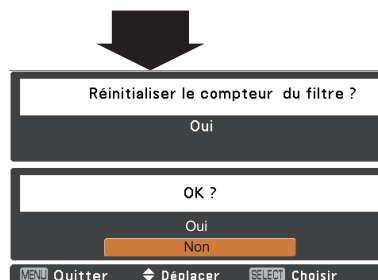 Réinitialiser le compteur du filtre ?
Oui
OK ?
Oui
Non
MENU Quitter Déplacer SELECT Choisir